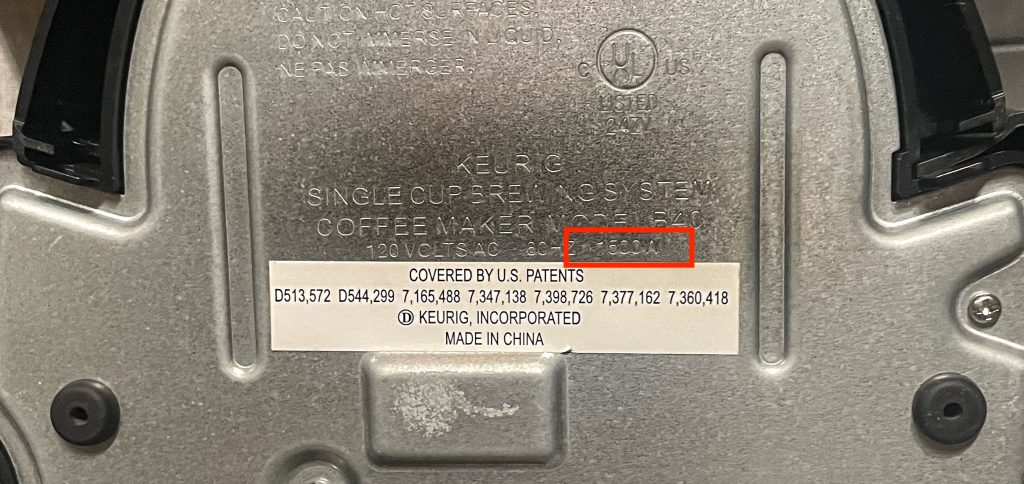 CAUTION HOT SURFACES.
DO NOT IMMERSE IN LIQUID.
NE PAS IMMERGER.
C UL US
LISTED
24ZY
KEURIG
SINGLE CUP BREWING SYSTEM
COFFEE MAKER MODEL B40
120 VOLTS AC 60HZ 1500W
COVERED BY U.S. PATENTS
D513,572 D544,299 7,165,488 7,347,138 7,398,726 7,377,162 7,360,418
D KEURIG, INCORPORATED
MADE IN CHINA